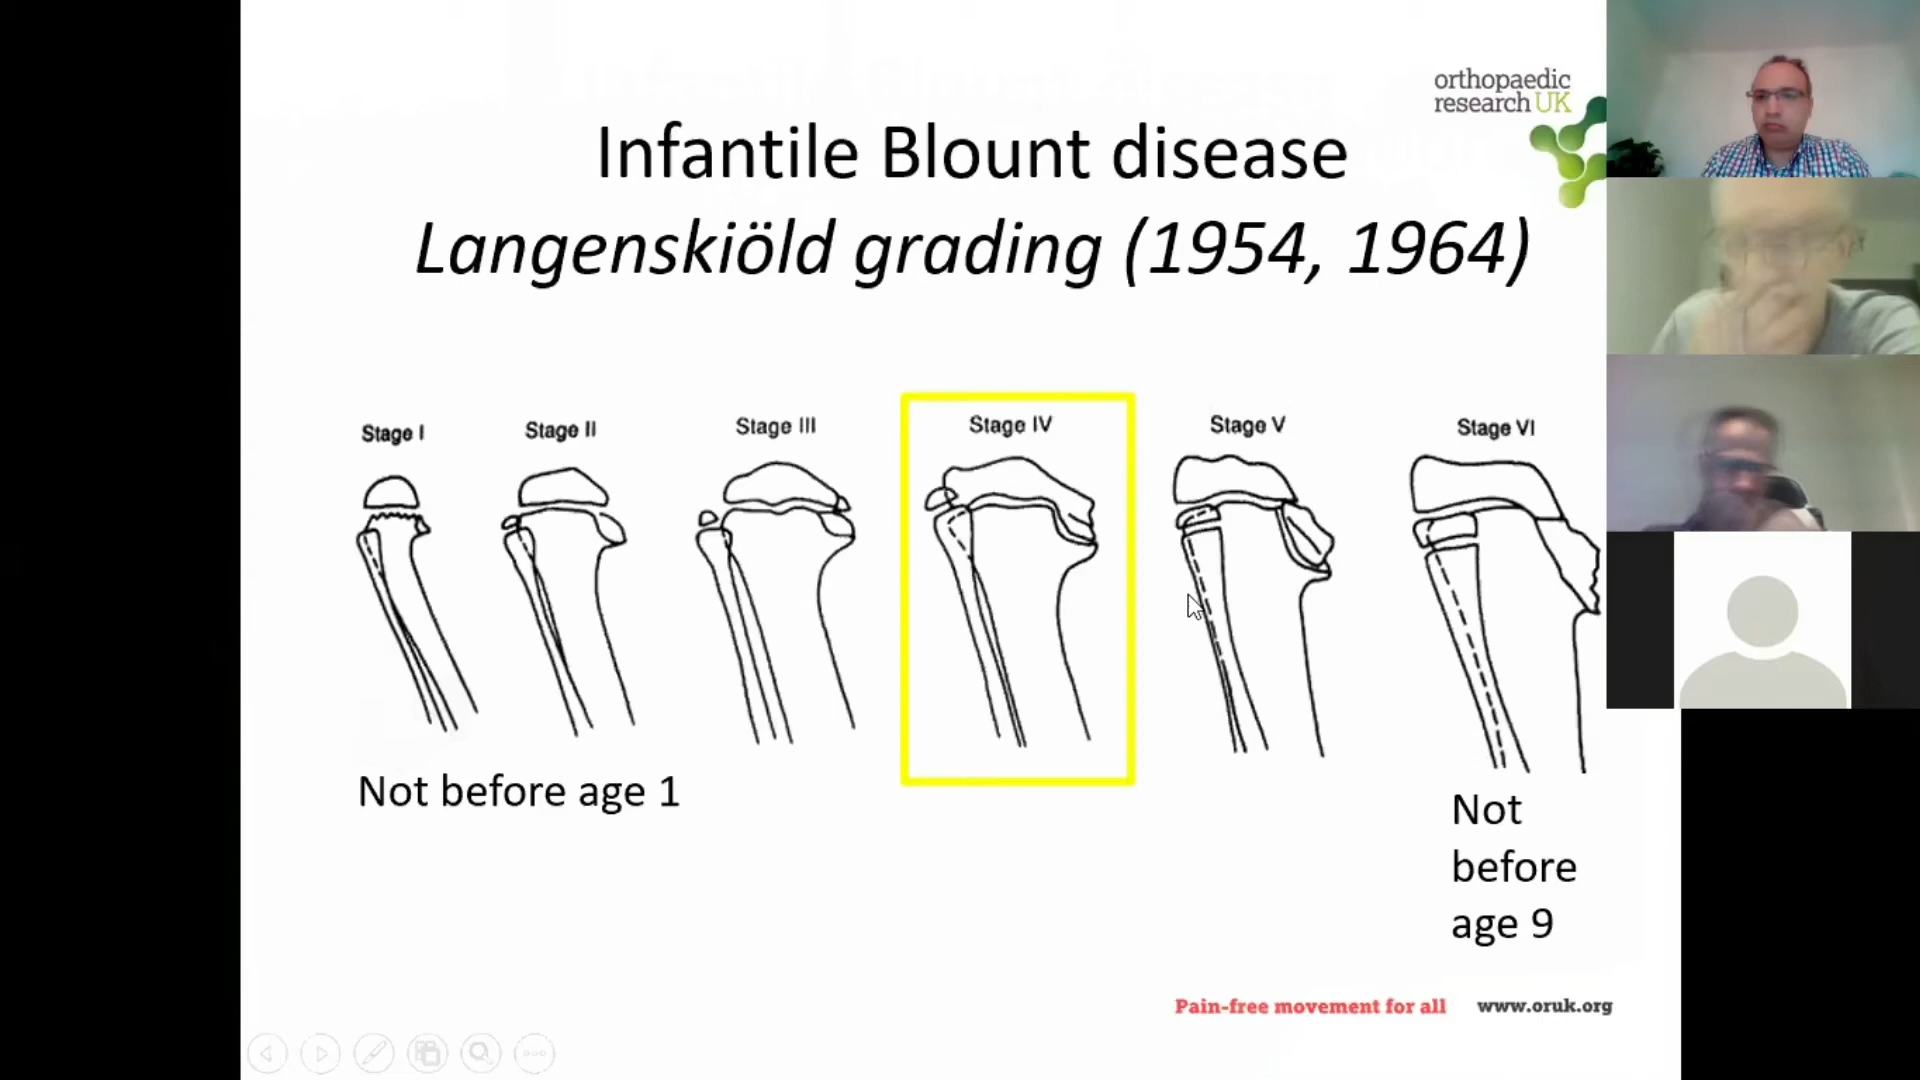 orthopaedic
research UK
Infantile Blount disease
Langenskiöld grading (1954, 1964)
Stage I
Stage II
Stage III
Stage IV
Stage V
Stage VI
Not before age 1
Not
before
age 9
Pain-free movement for all
www.oruk.org